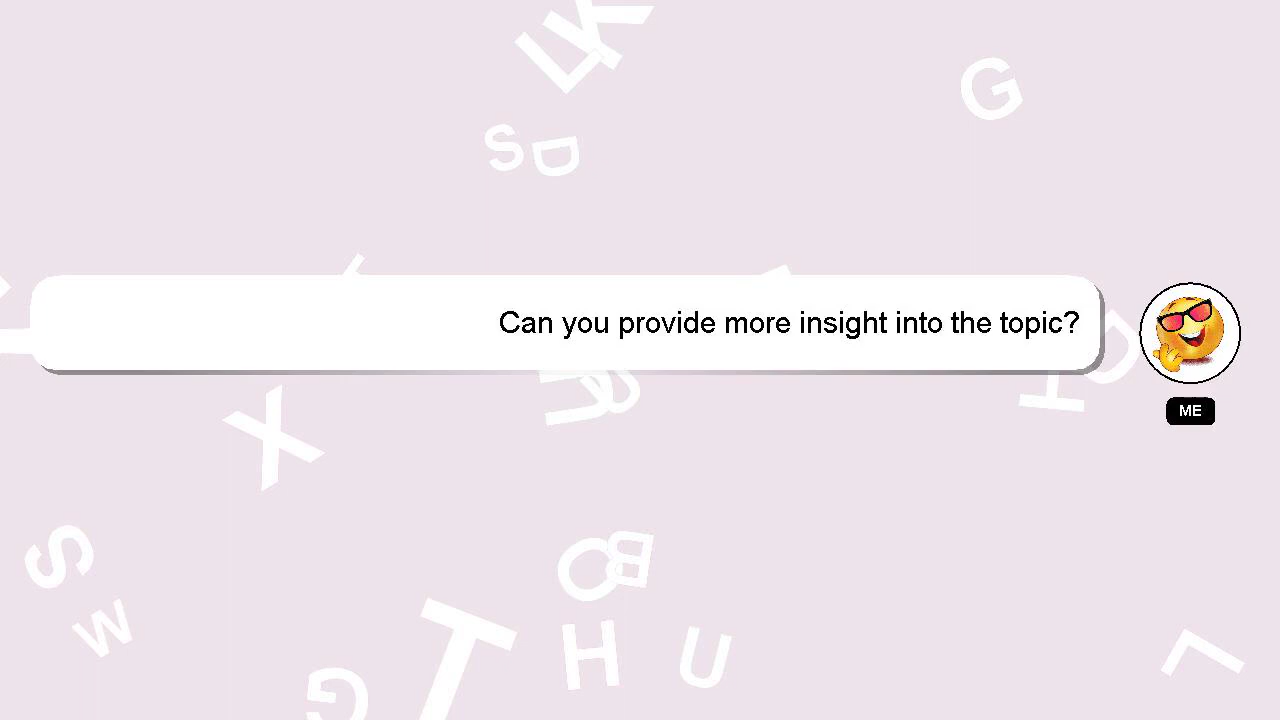 L K
G
S D
Can you provide more insight into the topic?
ME
X
S
C B
W
T
H U
L
G